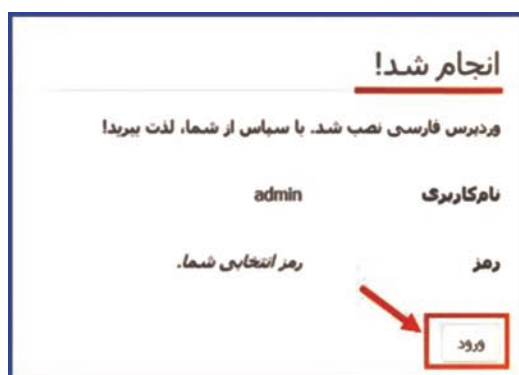 انجام شد!
وردپرس فارسی نصب شد. با سپاس از شما، لذت ببرید!
نام‌کاربری admin
رمز رمز انتخابی شما.
ورود